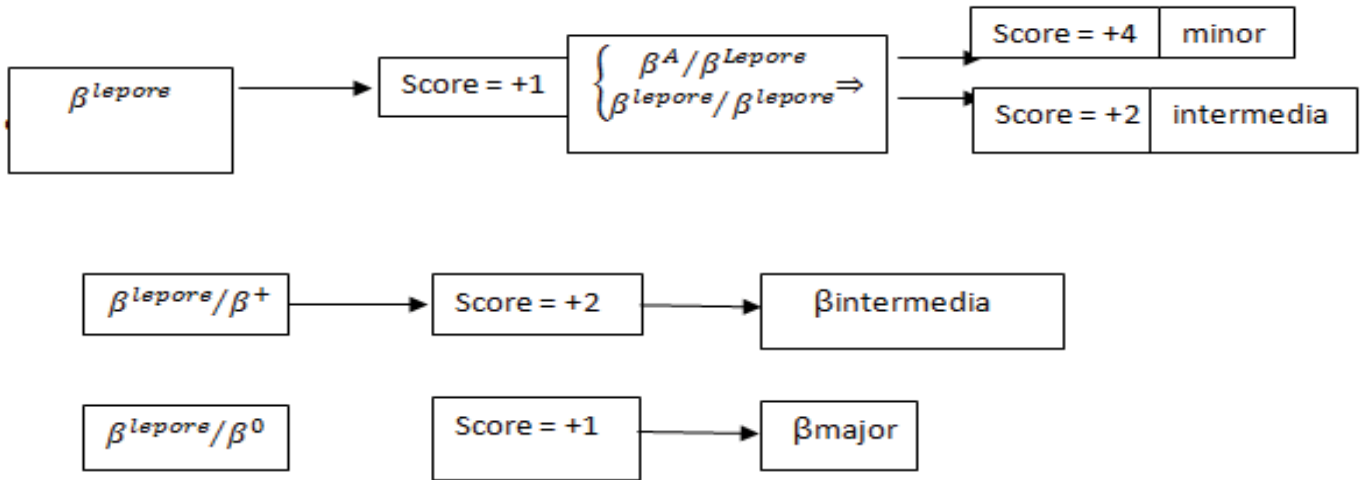 β^lepore
Score = +1
β^A/β^Lepore
β^lepore/β^lepore ⇒
Score = +4 minor
Score = +2 intermedia
β^lepore/β^+ Score = +2 βintermedia
β^lepore/β^0 Score = +1 βmajor